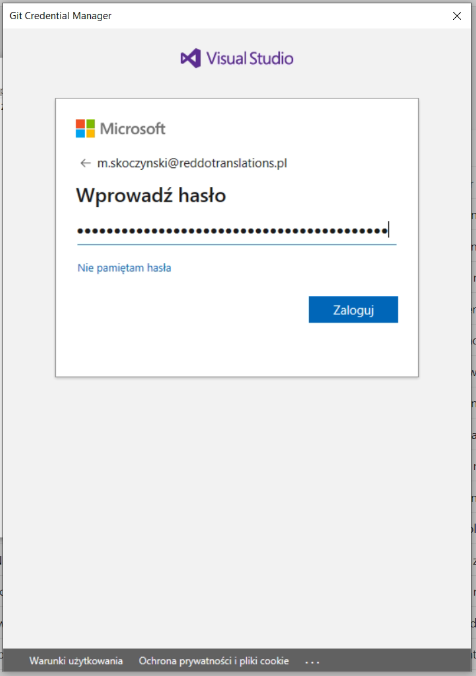 Git Credential Manager
Visual Studio
Microsoft
← m.skoczynski@reddotranslations.pl
Wprowadź hasło
••••••••••••••••••••••••••••••••••••••••••
Nie pamiętam hasła
Zaloguj
Warunki użytkowania Ochrona prywatności i pliki cookie ...